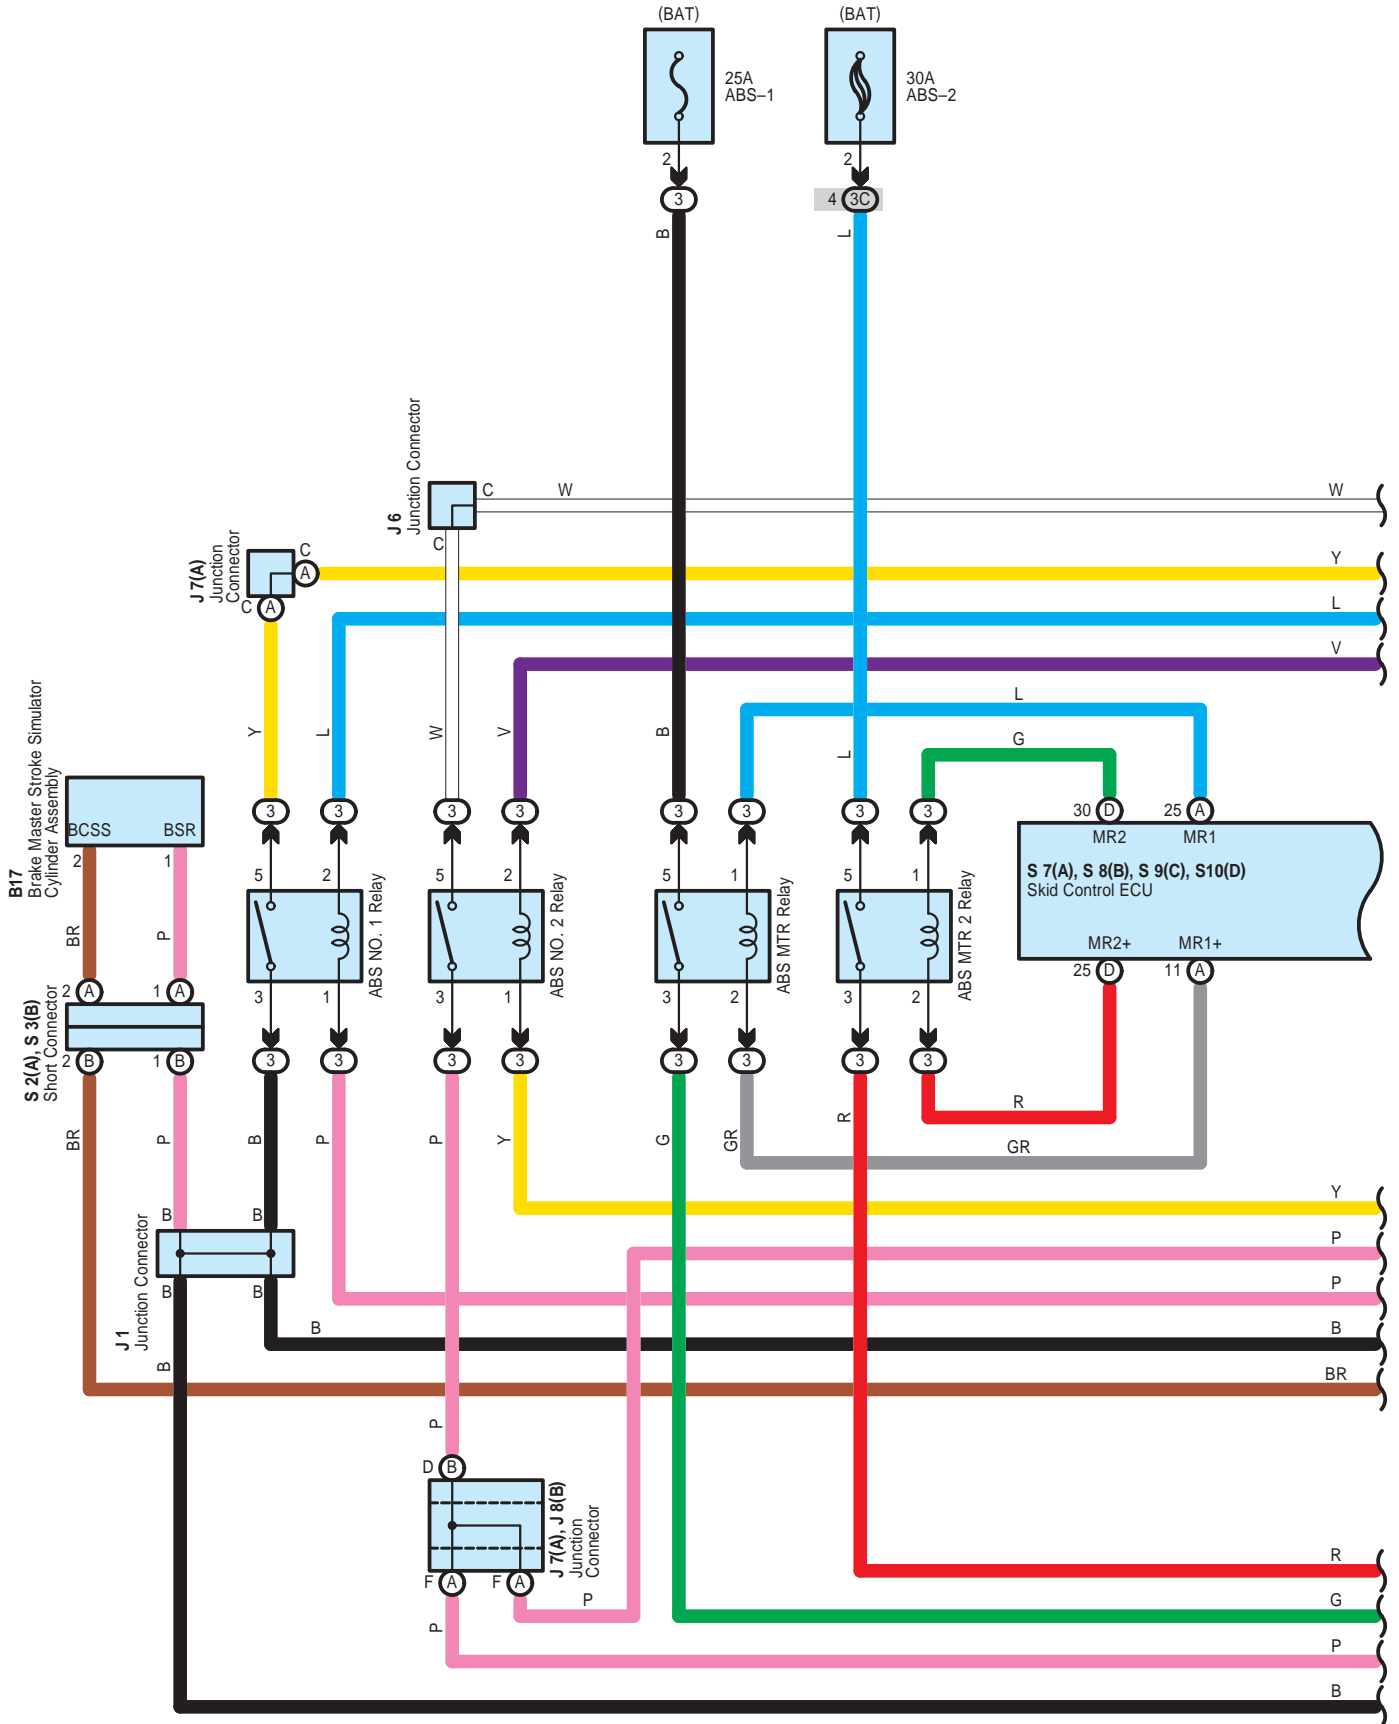 (BAT)
(BAT)
25A
ABS–1
30A
ABS–2
2
2
3
4
3C
B
L
J 6
Junction Connector
C
W
W
C
J 7(A)
Junction
Connector
C
A
Y
C
A
L
V
L
G
Y
L
W
V
B
L
B17
Brake Master Stroke Simulator
Cylinder Assembly
BCSS
BSR
2
1
3
3
3
3
3
3
3
3
30
D
25
A
MR2
MR1
S 7(A), S 8(B), S 9(C), S10(D)
Skid Control ECU
MR2+
MR1+
25
D
11
A
5
2
5
2
5
1
5
1
ABS NO. 1 Relay
ABS NO. 2 Relay
ABS MTR Relay
ABS MTR 2 Relay
3
1
3
1
3
2
3
2
BR
P
2
A
1
A
S 2(A), S 3(B)
Short Connector
2
B
1
B
3
3
3
3
3
3
3
3
BR
P
B
P
P
Y
G
GR
R
R
GR
Y
B
B
J 1
Junction Connector
B
B
P
P
B
B
B
BR
P
D
B
J 7(A), J 8(B)
Junction
Connector
F
A
F
A
P
P
R
G
P
B